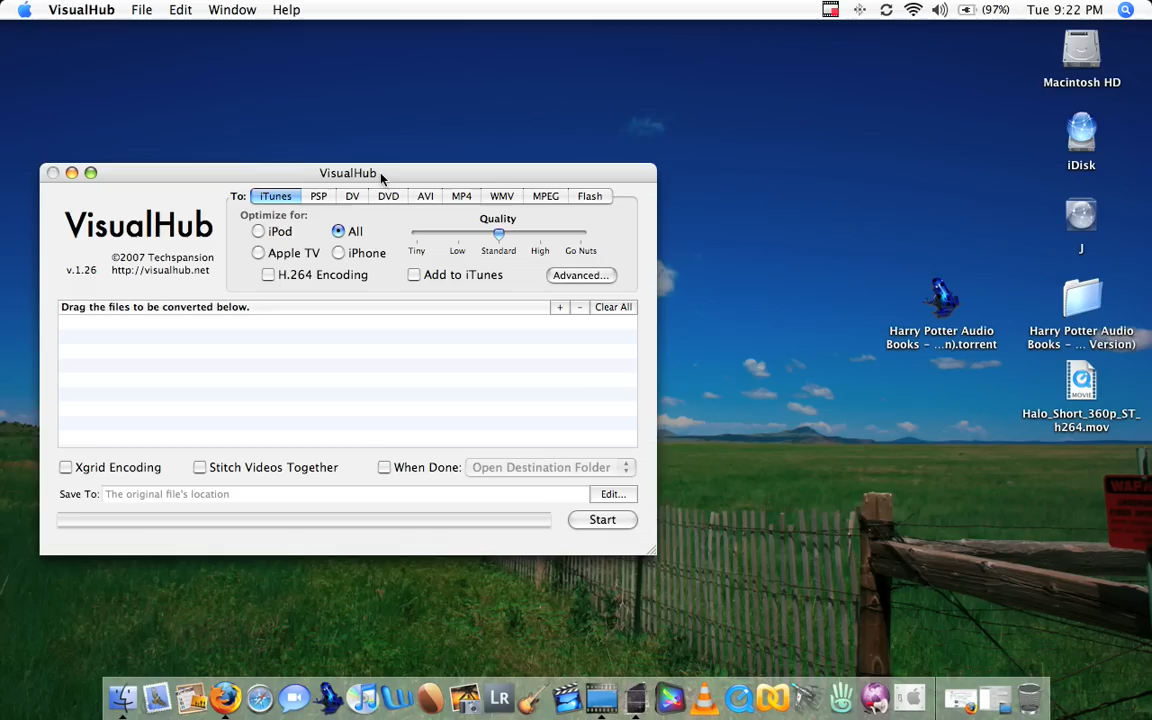 VisualHub File Edit Window Help (97%) Tue 9:22 PM
Macintosh HD
iDisk
J
Harry Potter Audio
Books - ...n).torrent
Harry Potter Audio
Books - ... Version)
MOVIE
Halo_Short_360p_ST_
h264.mov
VisualHub
To: iTunes PSP DV DVD AVI MP4 WMV MPEG Flash
VisualHub
©2007 Techspansion
v.1.26 http://visualhub.net
Optimize for:
iPod All
Apple TV iPhone
H.264 Encoding
Quality
Tiny Low Standard High Go Nuts
Add to iTunes Advanced...
Drag the files to be converted below. + - Clear All
Xgrid Encoding Stitch Videos Together When Done: Open Destination Folder
Save To: The original file's location Edit...
Start
LR